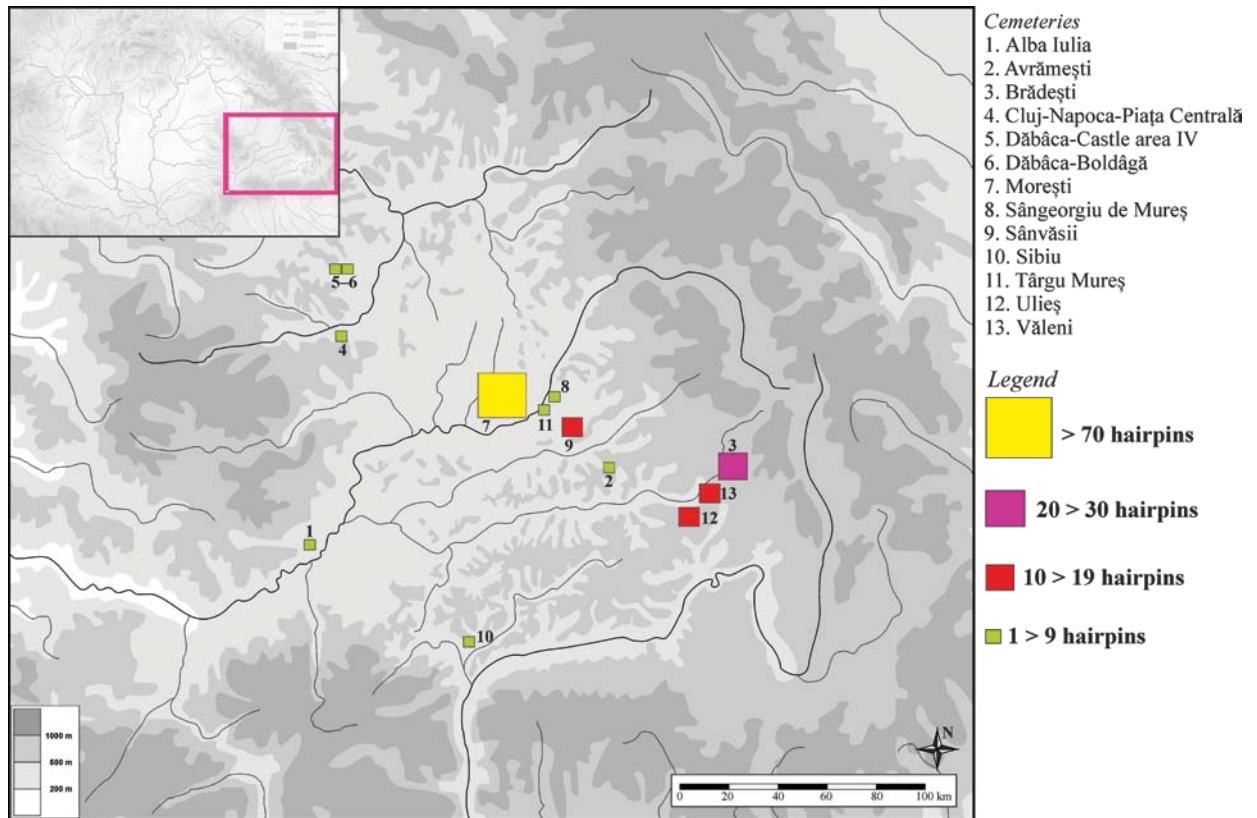 Cemeteries
1. Alba Iulia
2. Avrămești
3. Brădești
4. Cluj-Napoca-Piața Centrală
5. Dăbâca-Castle area IV
6. Dăbâca-Boldâgă
7. Morești
8. Sângeorgiu de Mureș
9. Sânvăsii
10. Sibiu
11. Târgu Mureș
12. Ulieș
13. Văleni
Legend
> 70 hairpins
20 > 30 hairpins
10 > 19 hairpins
1 > 9 hairpins
5–6
4
8
7
11
9
3
2
13
12
1
10
1000 m
500 m
200 m
N
0 20 40 60 80 100 km